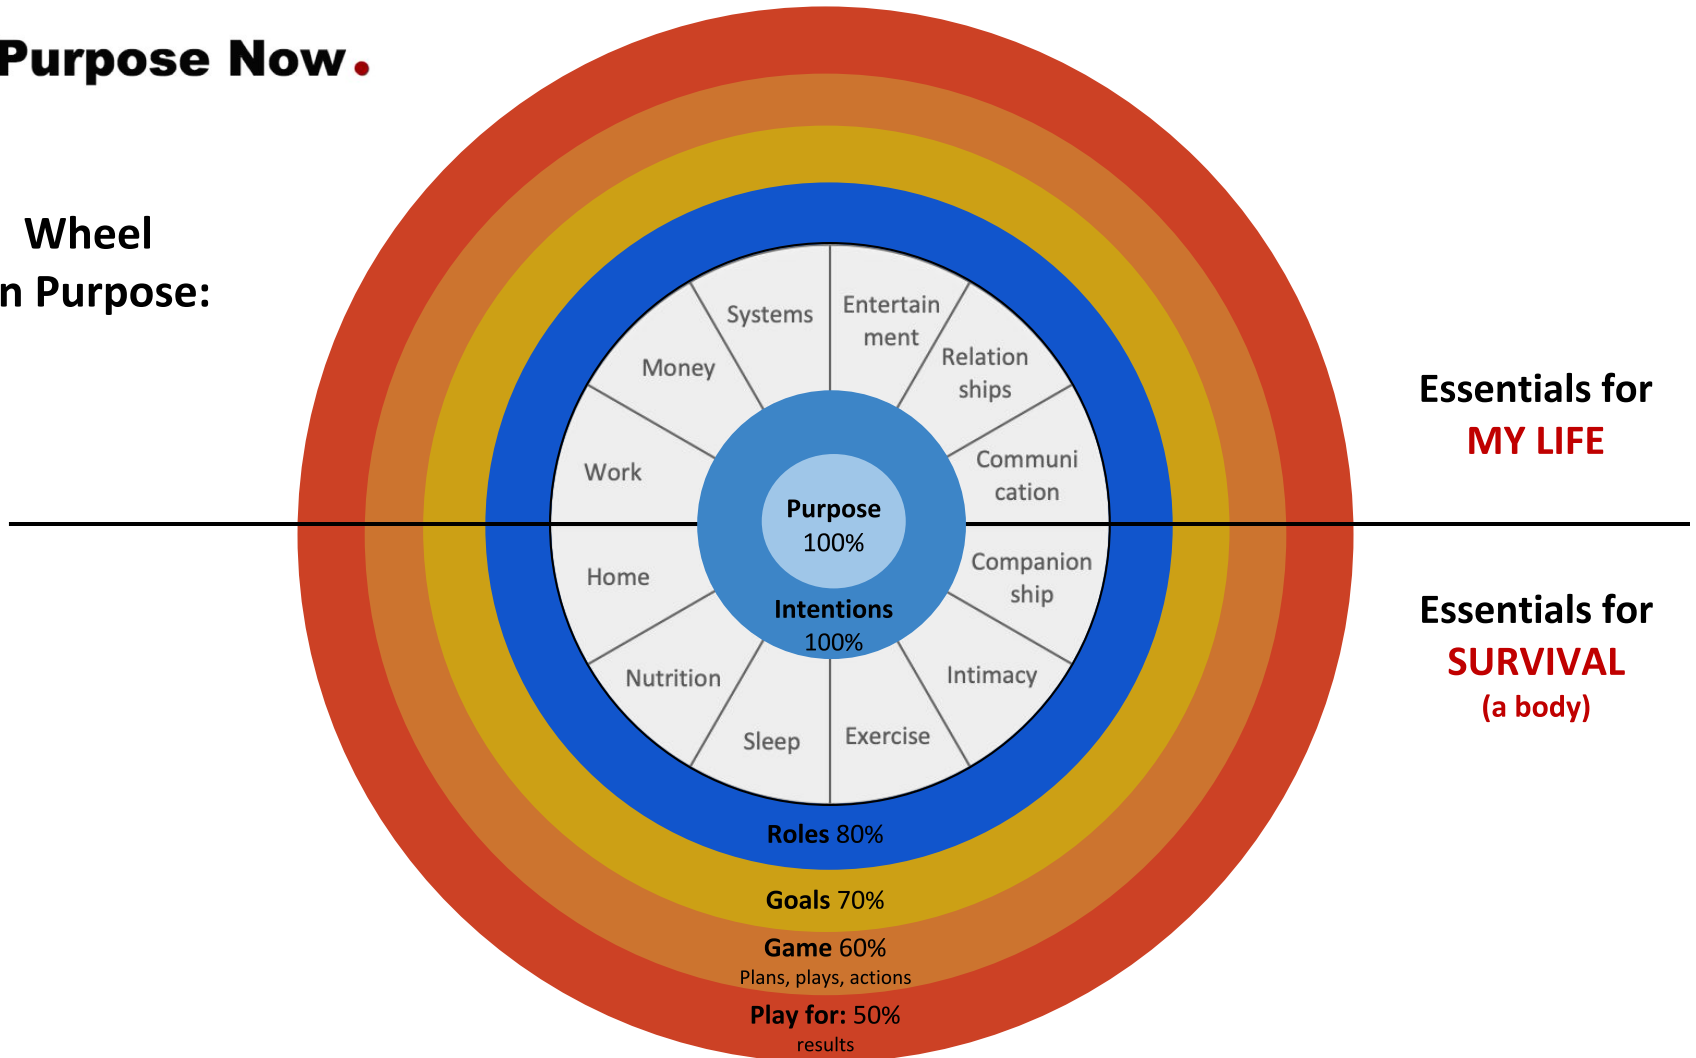 Purpose Now.
Wheel
n Purpose:
Systems
Entertain
ment
Money
Relation
ships
Work
Communi
cation
Essentials for
MY LIFE
Purpose
100%
Intentions
100%
Home
Companion
ship
Nutrition
Intimacy
Sleep
Exercise
Essentials for
SURVIVAL
(a body)
Roles 80%
Goals 70%
Game 60%
Plans, plays, actions
Play for: 50%
results